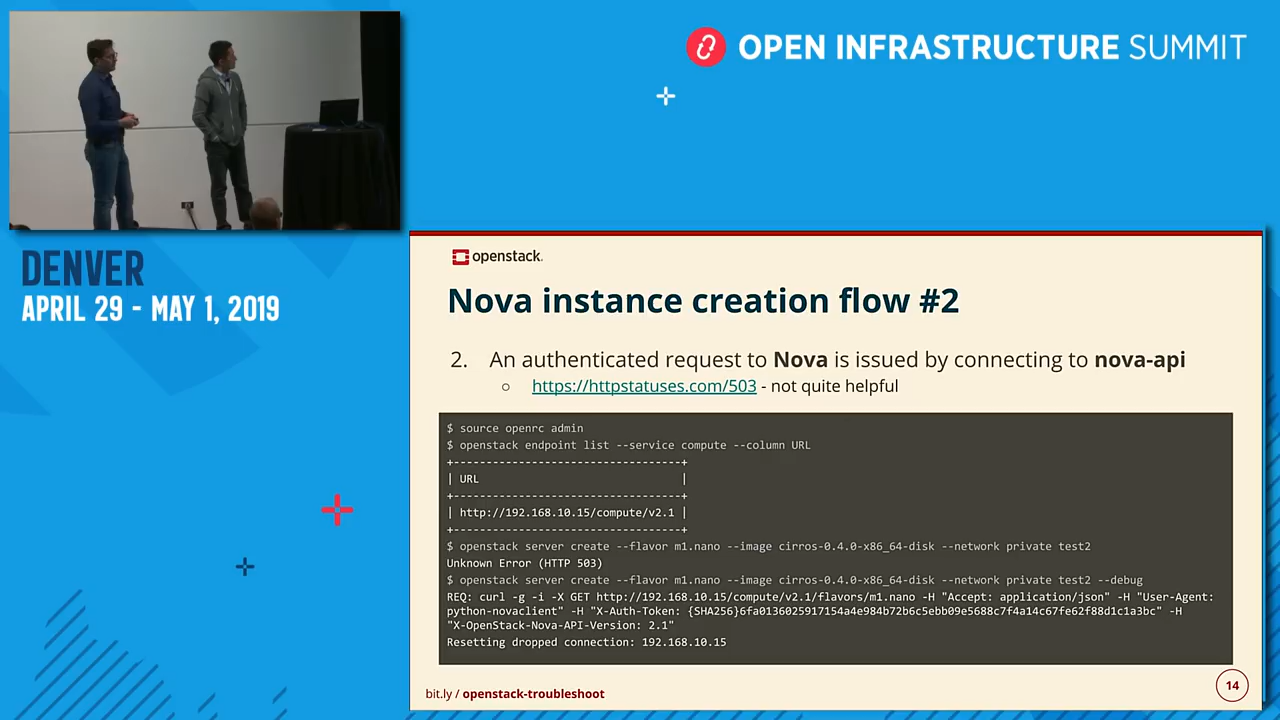 OPEN INFRASTRUCTURE SUMMIT
DENVER
APRIL 29 - MAY 1, 2019
openstack.
Nova instance creation flow #2
2. An authenticated request to Nova is issued by connecting to nova-api
○ https://httpstatuses.com/503 - not quite helpful
$ source openrc admin
$ openstack endpoint list --service compute --column URL
+-----------------------------------+
| URL |
+-----------------------------------+
| http://192.168.10.15/compute/v2.1 |
+-----------------------------------+
$ openstack server create --flavor m1.nano --image cirros-0.4.0-x86_64-disk --network private test2
Unknown Error (HTTP 503)
$ openstack server create --flavor m1.nano --image cirros-0.4.0-x86_64-disk --network private test2 --debug
REQ: curl -g -i -X GET http://192.168.10.15/compute/v2.1/flavors/m1.nano -H "Accept: application/json" -H "User-Agent:
python-novaclient" -H "X-Auth-Token: {SHA256}6fa0136025917154a4e984b72b6c5ebb09e5688c7f4a14c67fe62f88d1c1a3bc" -H
"X-OpenStack-Nova-API-Version: 2.1"
Resetting dropped connection: 192.168.10.15
bit.ly / openstack-troubleshoot
14